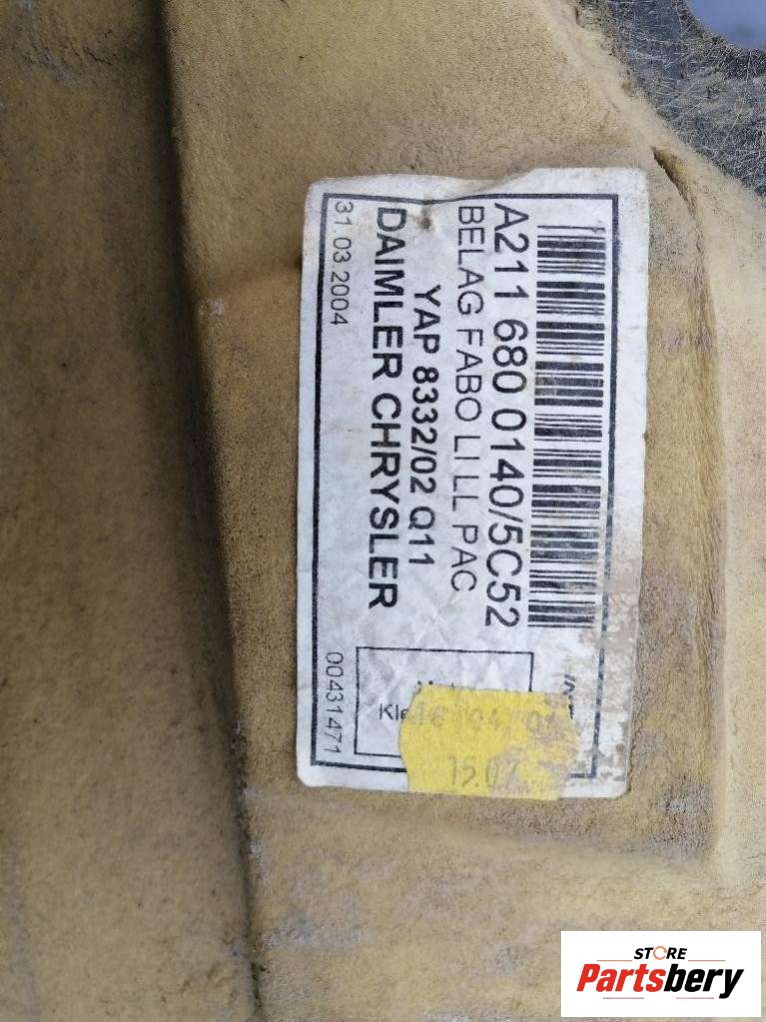 A211 680 0140/5C52
BELAG FABO LI LL PAC
YAP 8332/02 Q11
DAIMLER CHRYSLER
31.03.2004
00431471
STORE
Partsbery